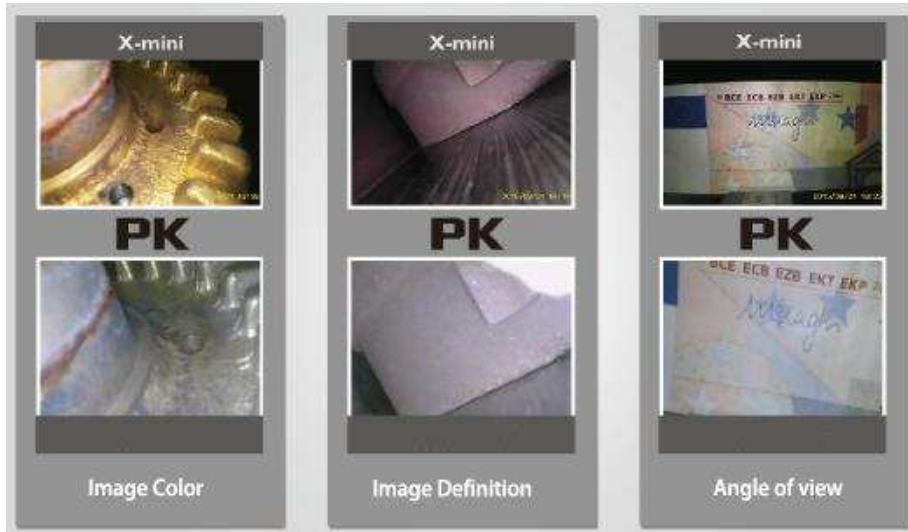 X-mini
PK
Image Color
X-mini
PK
Image Definition
X-mini
BCE ECB EZB EKT EKP
PK
BCE ECB EZB EKT EKP
Angle of view